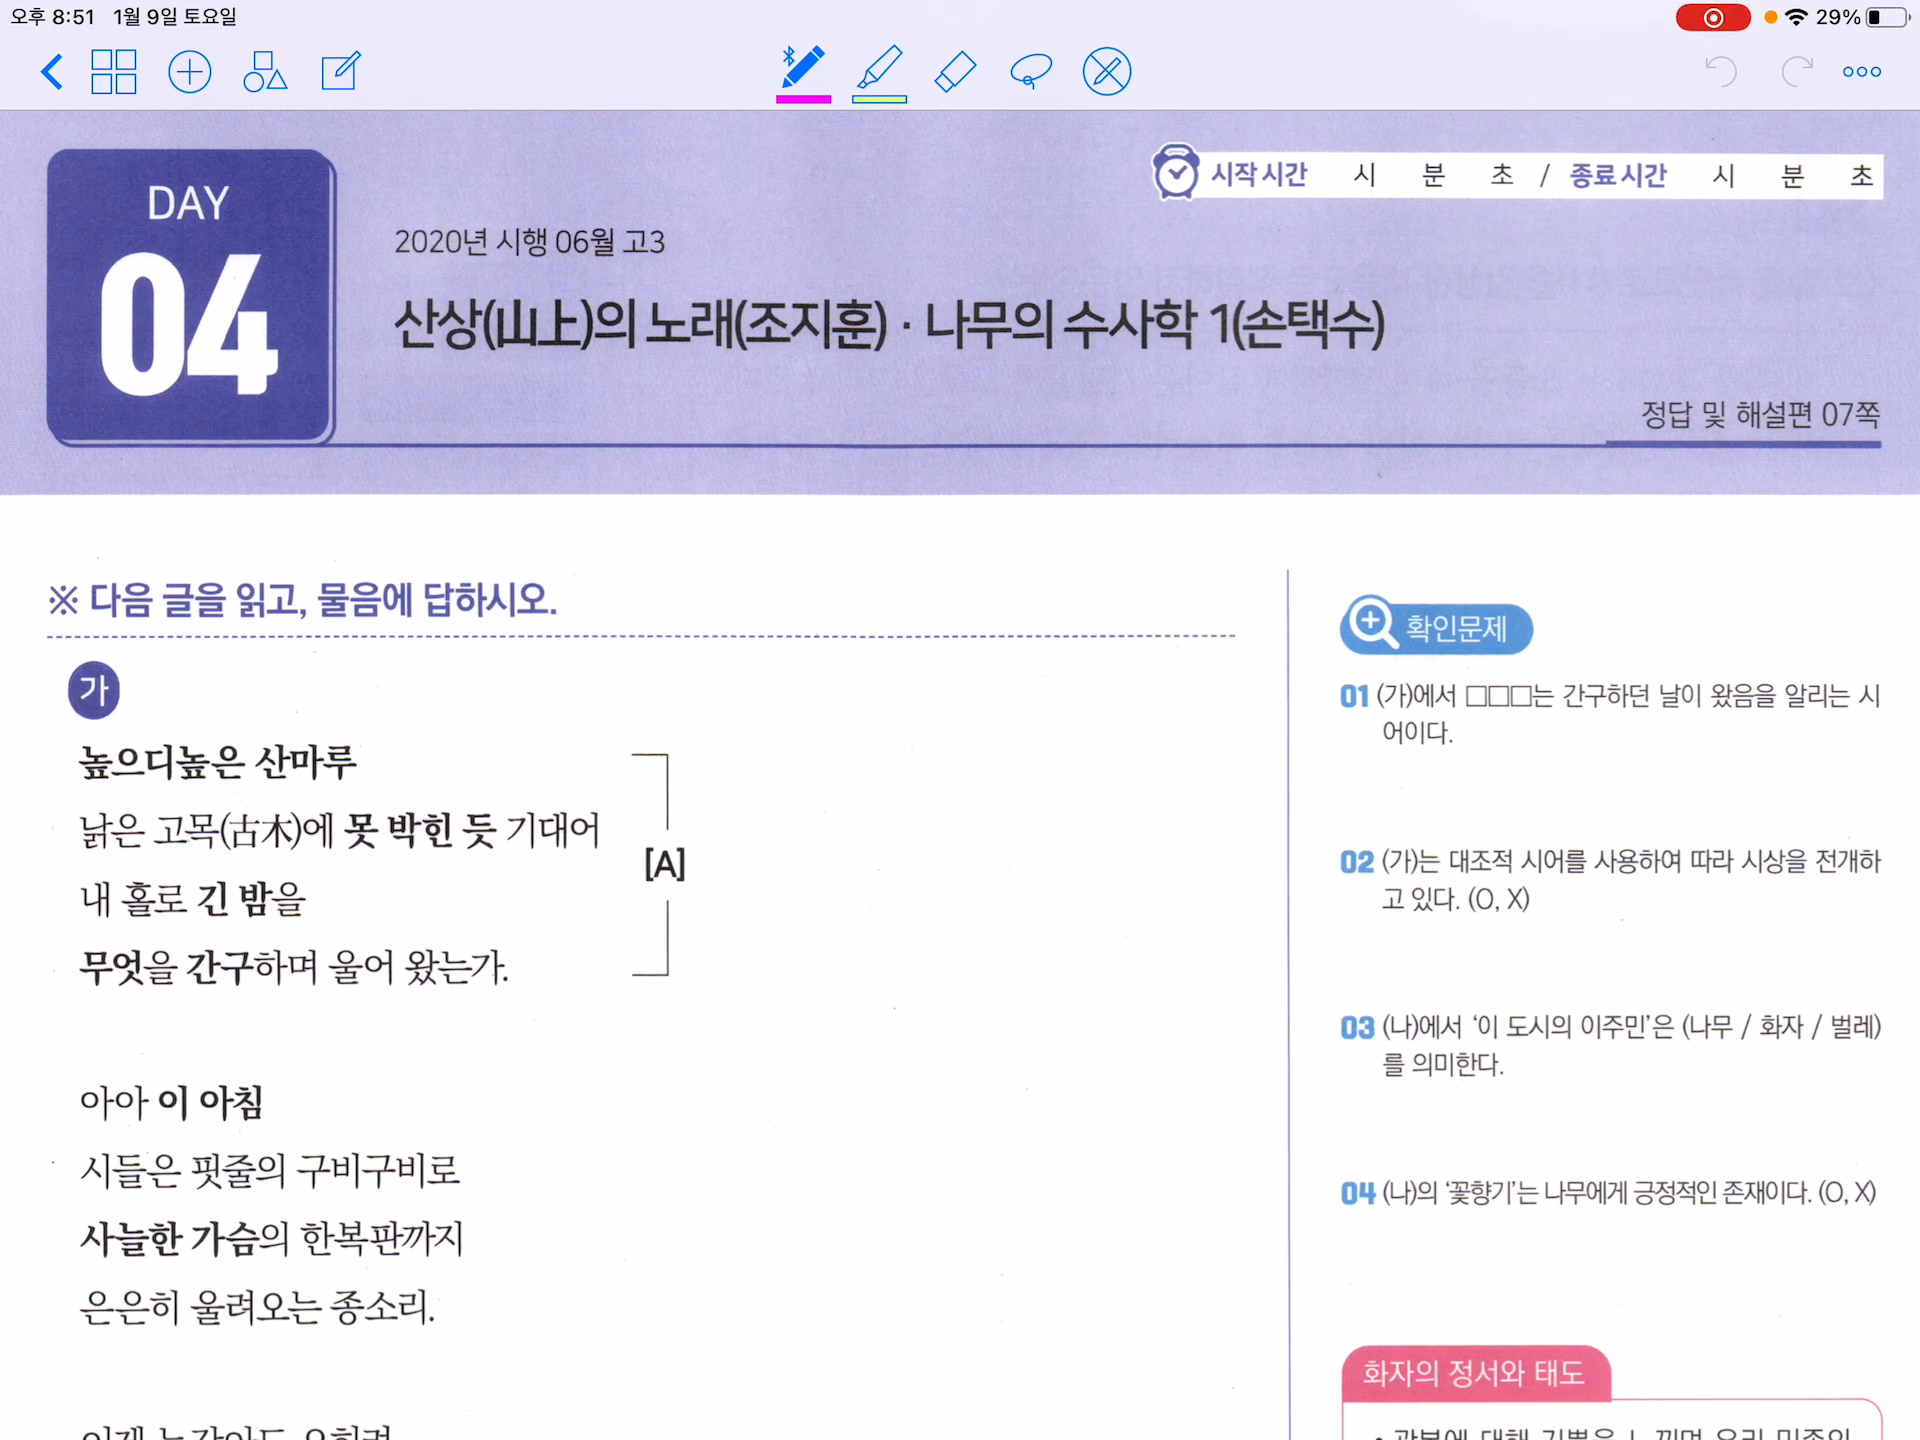 오후 8:51 1월 9일 토요일
29%
시작시간 시 분 초 / 종료시간 시 분 초
DAY
04
2020년 시행 06월 고3
산상(山上)의 노래(조지훈) · 나무의 수사학 1(손택수)
정답 및 해설편 07쪽
※ 다음 글을 읽고, 물음에 답하시오.
가
높으디높은 산마루
낡은 고목(古木)에 못 박힌 듯 기대어
내 홀로 긴 밤을
무엇을 간구하며 울어 왔는가.
[A]
아아 이 아침
시들은 핏줄의 구비구비로
사늘한 가슴의 한복판까지
은은히 울려오는 종소리.
확인문제
01 (가)에서 □□□는 간구하던 날이 왔음을 알리는 시
어이다.
02 (가)는 대조적 시어를 사용하여 따라 시상을 전개하
고 있다. (O, X)
03 (나)에서 ‘이 도시의 이주민’은 (나무 / 화자 / 벌레)
를 의미한다.
04 (나)의 ‘꽃향기’는 나무에게 긍정적인 존재이다. (O, X)
화자의 정서와 태도